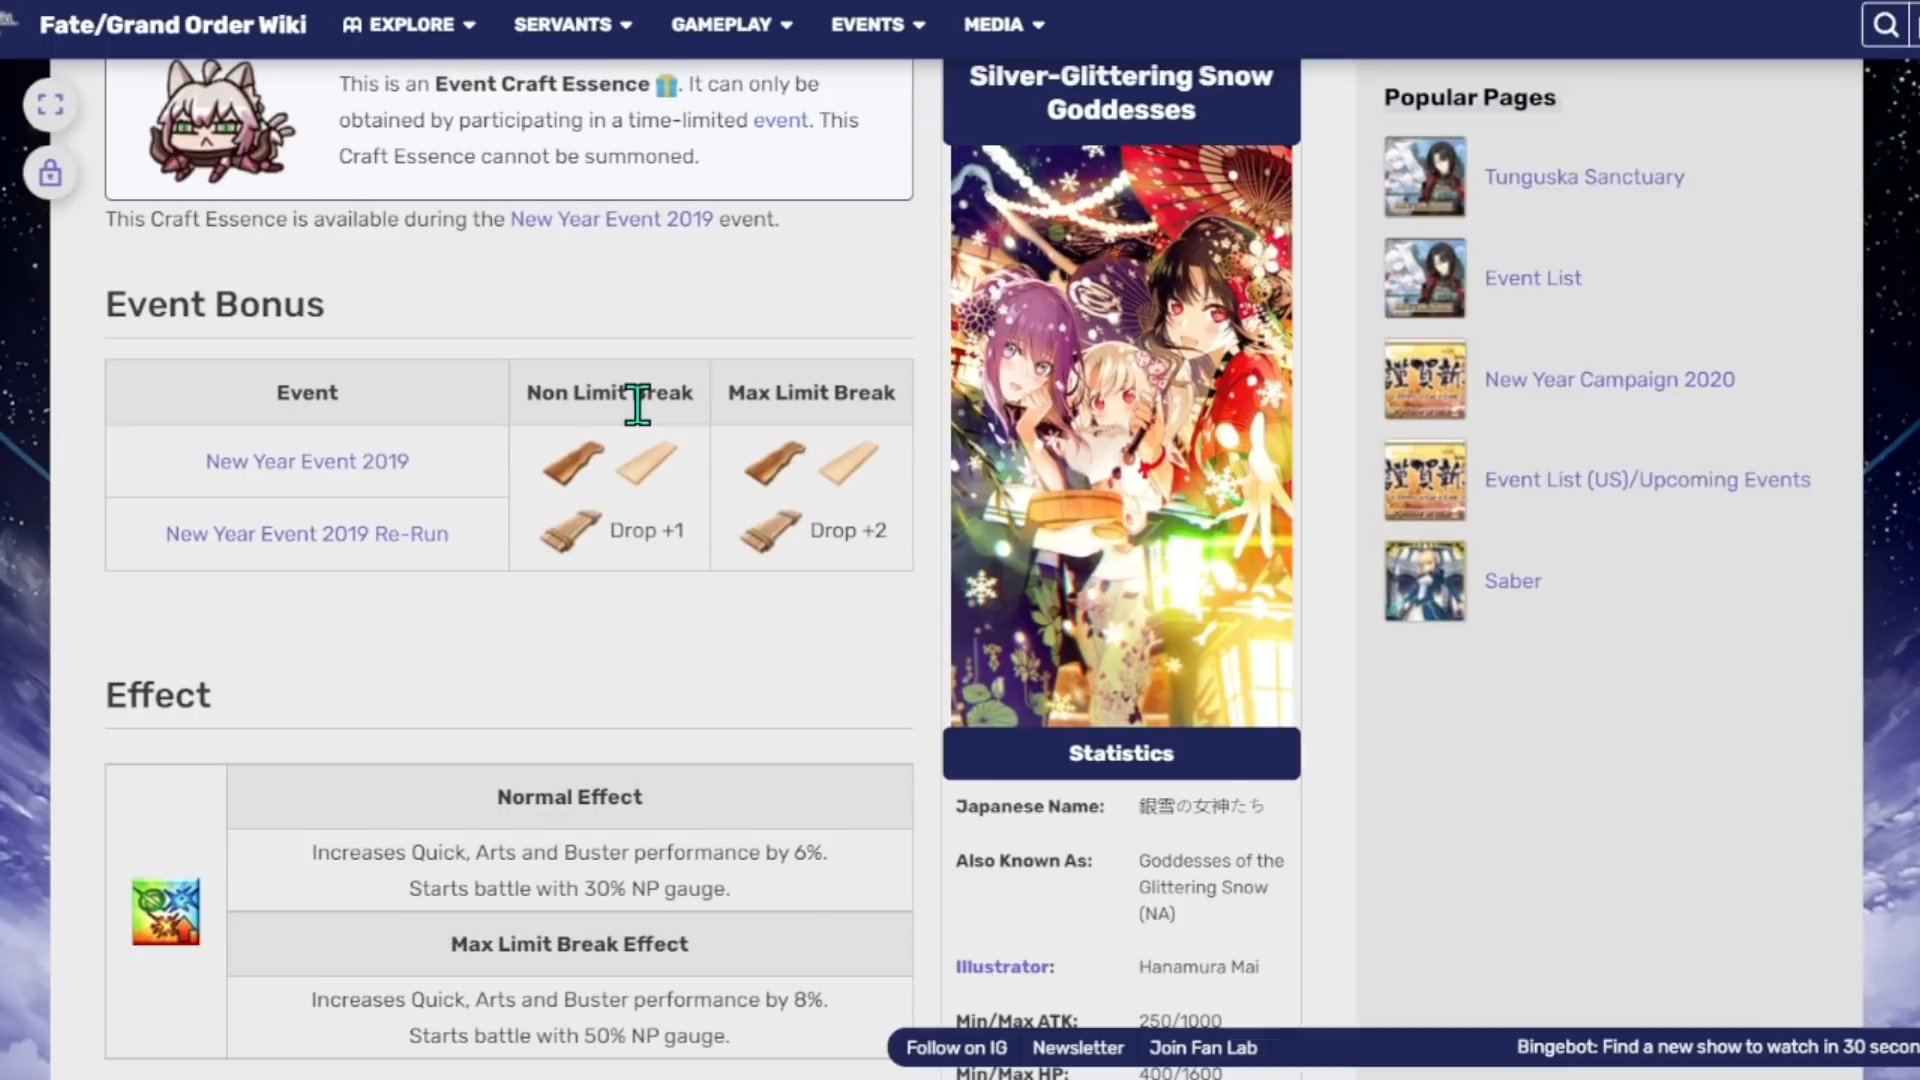 Fate/Grand Order Wiki
EXPLORE
SERVANTS
GAMEPLAY
EVENTS
MEDIA
This is an Event Craft Essence . It can only be
obtained by participating in a time-limited event. This
Craft Essence cannot be summoned.
This Craft Essence is available during the New Year Event 2019 event.
Event Bonus
Event
Non Limit Break
Max Limit Break
New Year Event 2019
New Year Event 2019 Re-Run
Drop +1
Drop +2
Effect
Normal Effect
Increases Quick, Arts and Buster performance by 6%.
Starts battle with 30% NP gauge.
Max Limit Break Effect
Increases Quick, Arts and Buster performance by 8%.
Starts battle with 50% NP gauge.
Silver-Glittering Snow
Goddesses
Statistics
Japanese Name: 銀雪の女神たち
Also Known As: Goddesses of the
Glittering Snow
(NA)
Illustrator: Hanamura Mai
Min/Max ATK: 250/1000
Min/Max HP: 400/1600
Popular Pages
Tunguska Sanctuary
Event List
New Year Campaign 2020
Event List (US)/Upcoming Events
Saber
Follow on IG
Newsletter
Join Fan Lab
Bingebot: Find a new show to watch in 30 secon